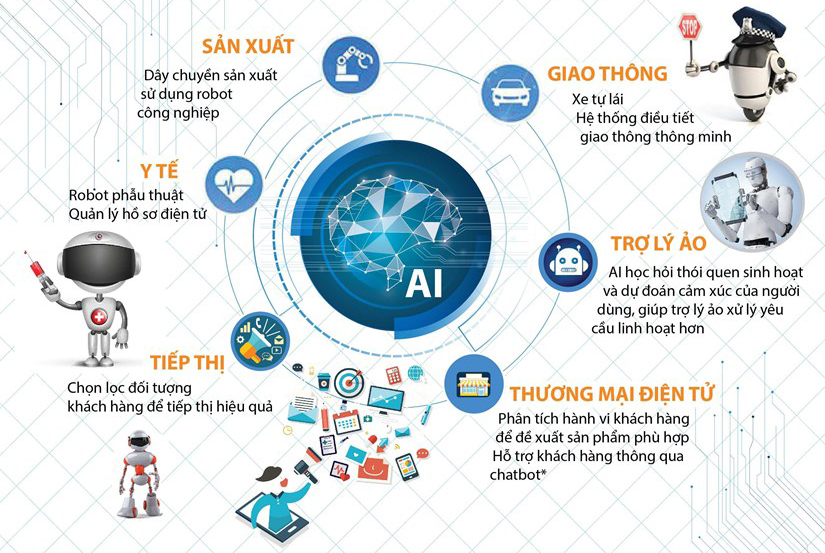 SẢN XUẤT
Dây chuyền sản xuất
sử dụng robot
công nghiệp
GIAO THÔNG
Xe tự lái
Hệ thống điều tiết
giao thông thông minh
STOP
Y TẾ
Robot phẫu thuật
Quản lý hồ sơ điện tử
AI
TRỢ LÝ ẢO
AI học hỏi thói quen sinh hoạt
và dự đoán cảm xúc của người
dùng, giúp trợ lý ảo xử lý yêu
cầu linh hoạt hơn
TIẾP THỊ
Chọn lọc đối tượng
khách hàng để tiếp thị hiệu quả
THƯƠNG MẠI ĐIỆN TỬ
Phân tích hành vi khách hàng
để đề xuất sản phẩm phù hợp
Hỗ trợ khách hàng thông qua
chatbot*